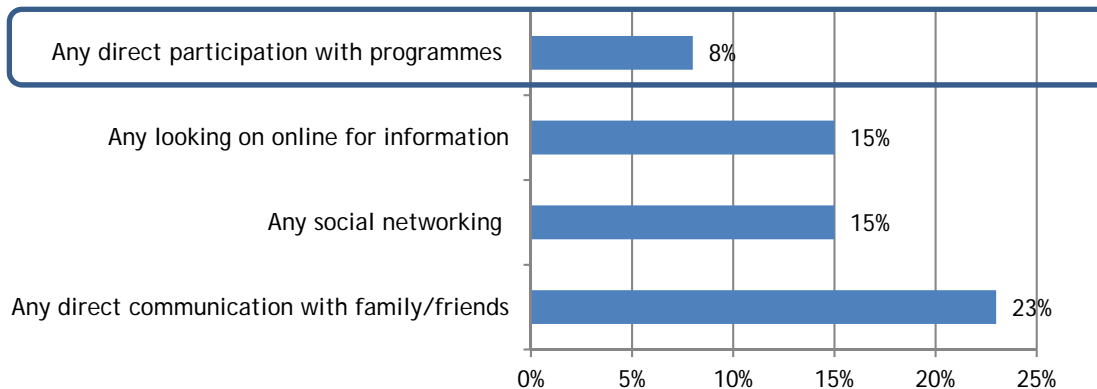 Any direct participation with programmes
8%
Any looking on online for information
15%
Any social networking
15%
Any direct communication with family/friends
23%
0% 5% 10% 15% 20% 25%